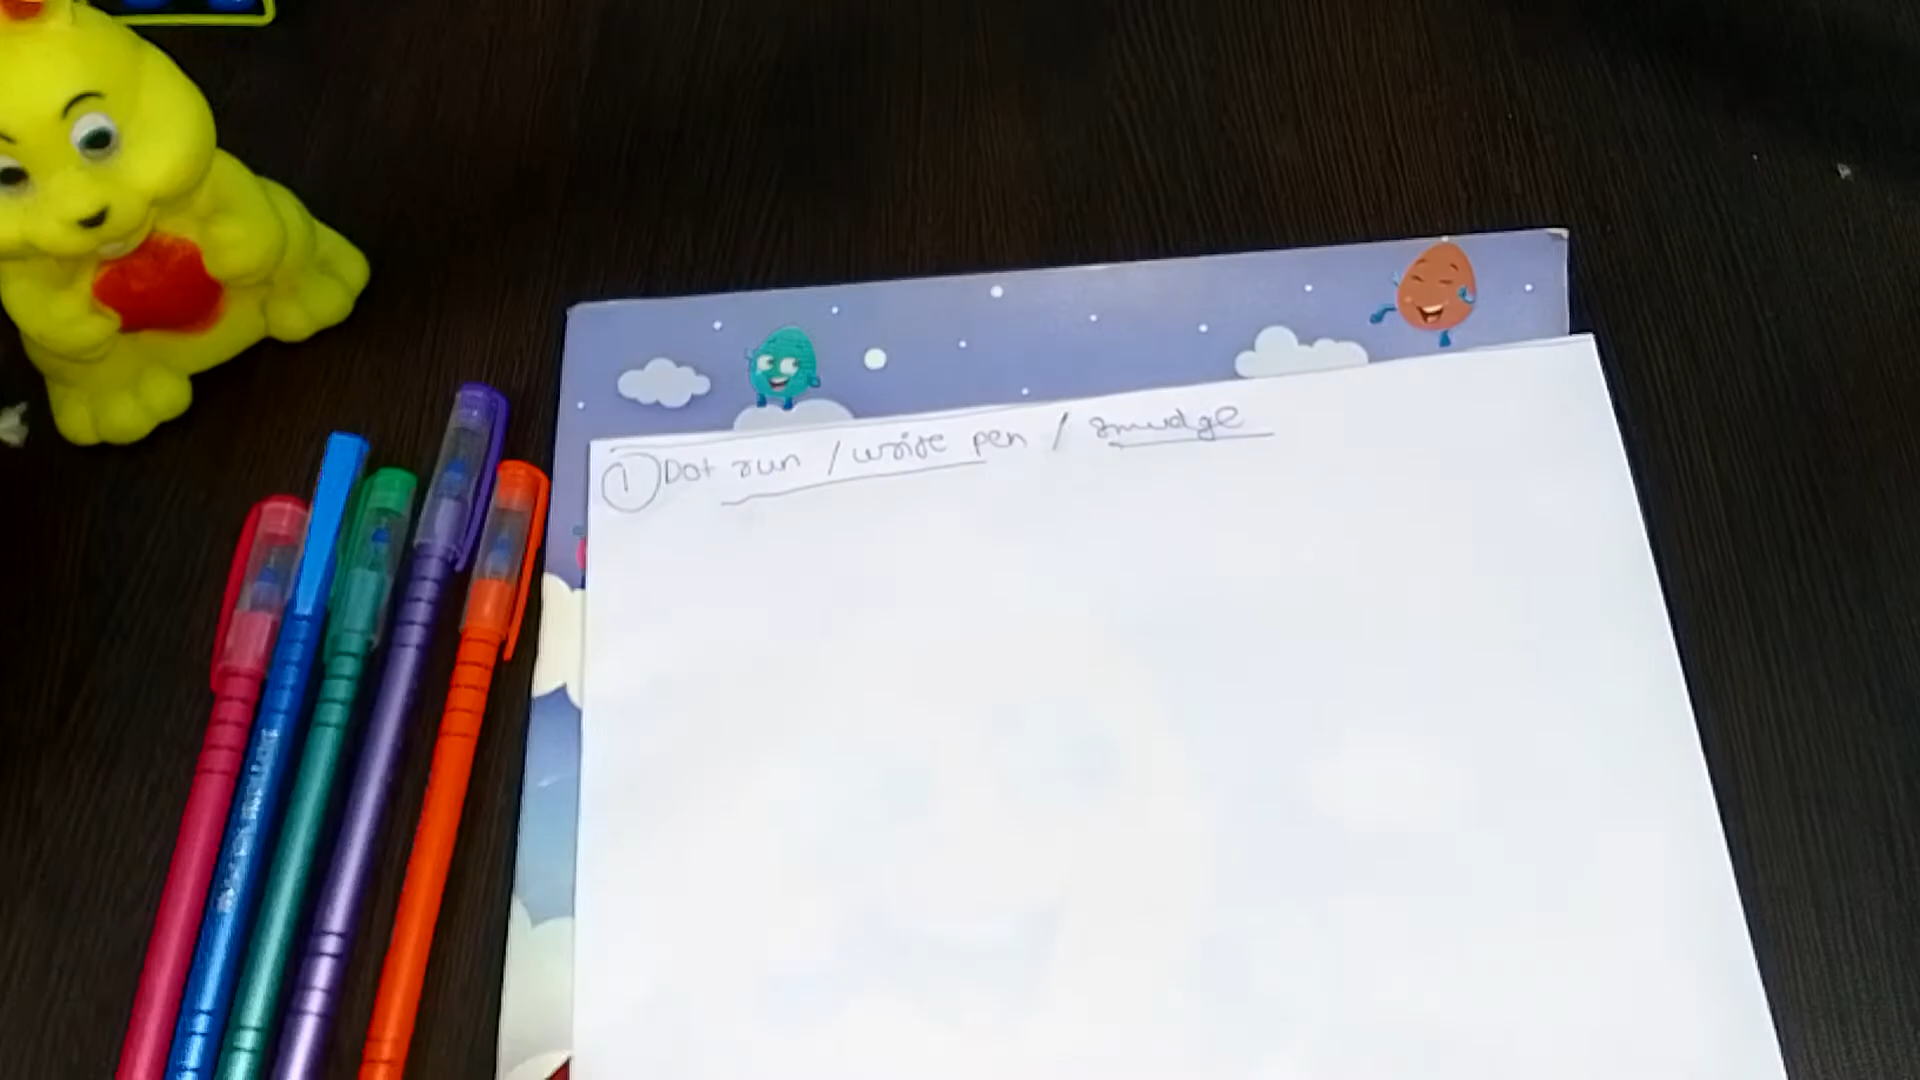 ① Dot run / write pen / smudge